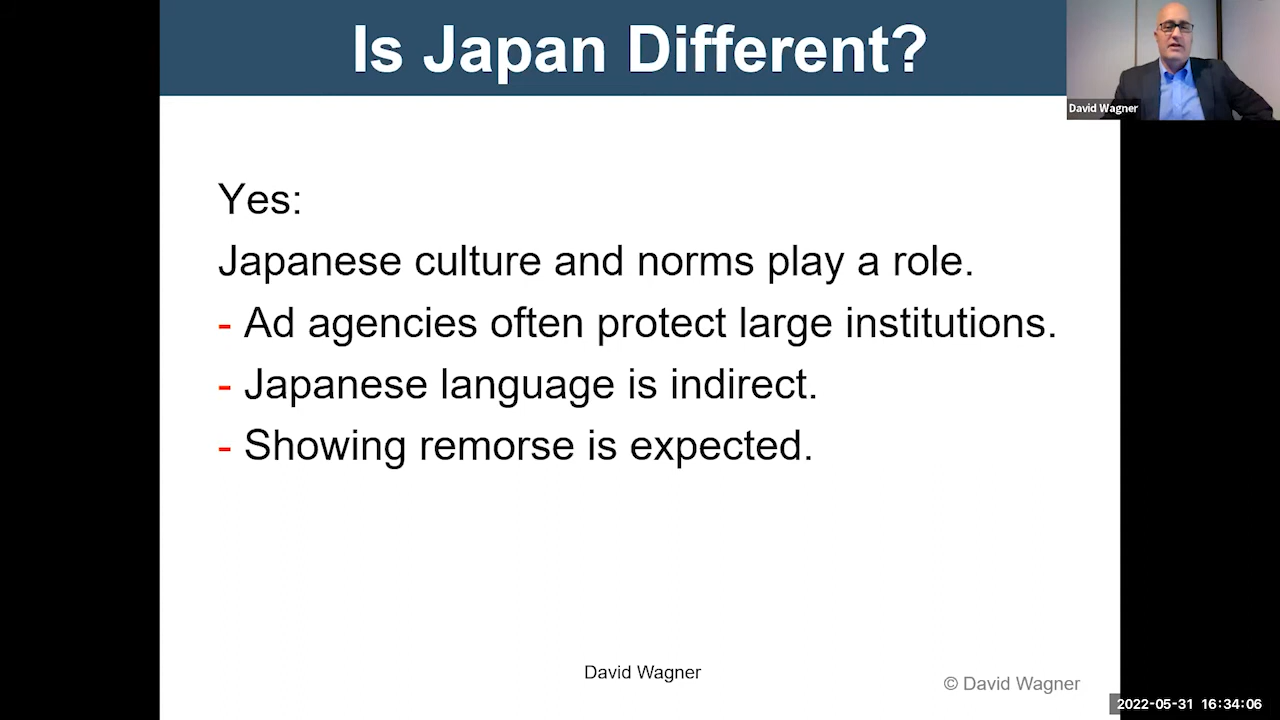 Is Japan Different?
David Wagner
Yes:
Japanese culture and norms play a role.
- Ad agencies often protect large institutions.
- Japanese language is indirect.
- Showing remorse is expected.
David Wagner
© David Wagner
2022-05-31 16:34:06